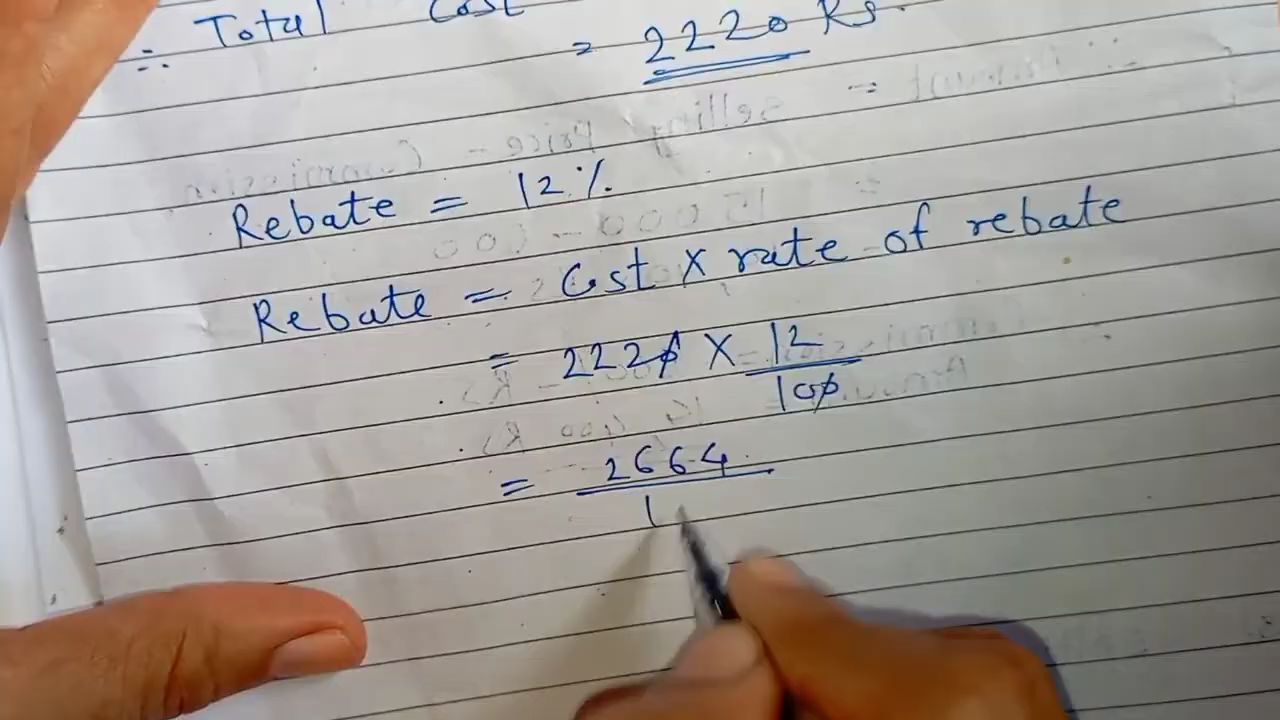 ∴ Total Cost
= 2220 Rs.
Rebate = 12%
Rebate = Cost X rate of rebate
= 2220 X 12/100
= 2664/1